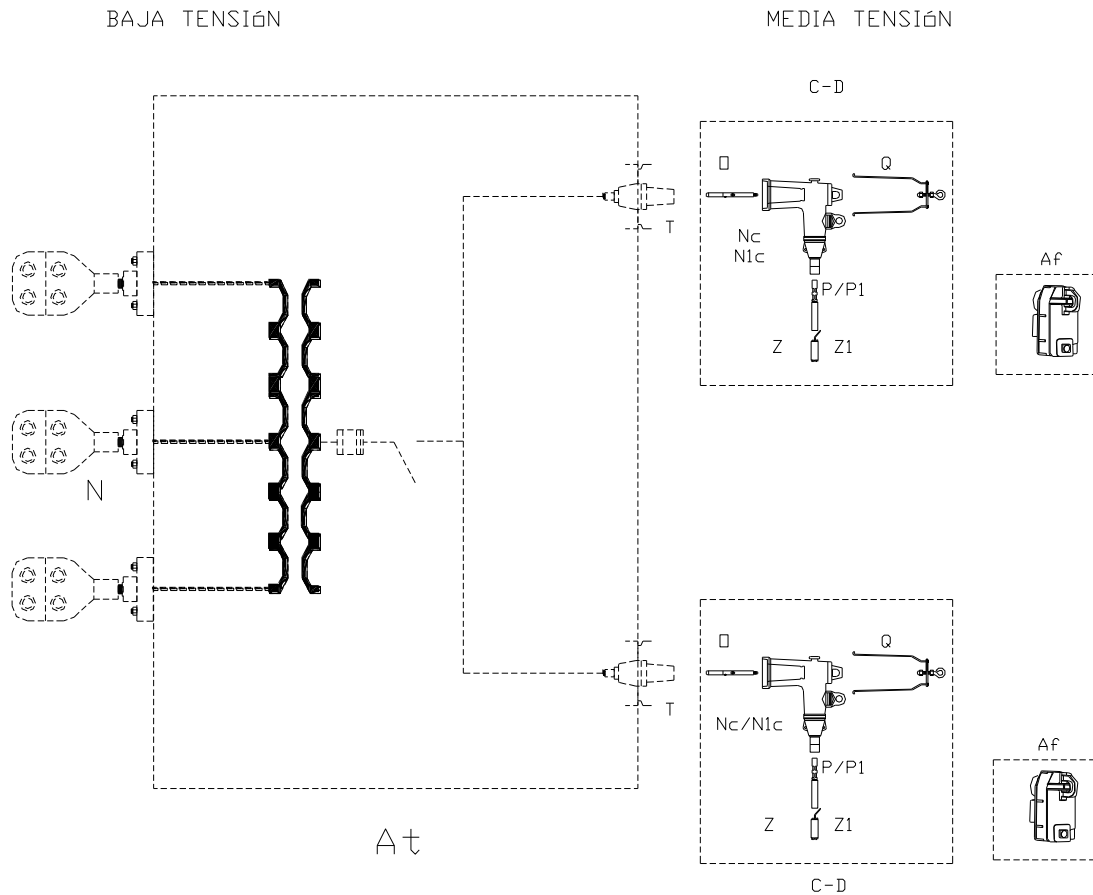 BAJA TENSIóN
MEDIA TENSIóN
C-D
O
Q
T
Nc
N1c
Af
P/P1
Z
Z1
N
O
Q
T
Nc/N1c
Af
P/P1
Z
Z1
At
C-D